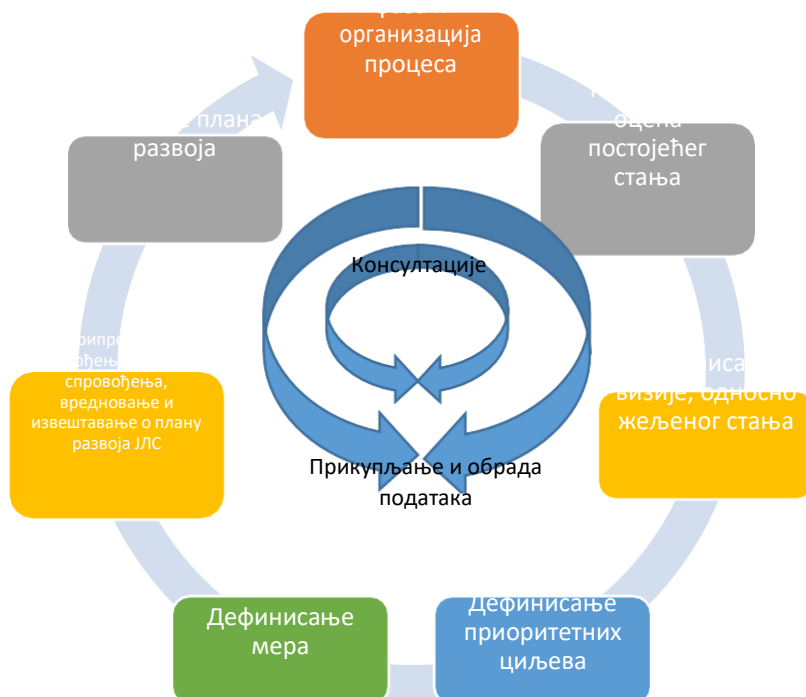 организација
процеса
оцена
постојећег
стања
визије, односно
жељеног стања
Дефинисање
приоритетних
циљева
Дефинисање
мера
спровођења,
вредновање и
извештавање о плану
развоја ЈЛС
плана
развоја
Консултације
Прикупљање и обрада
података